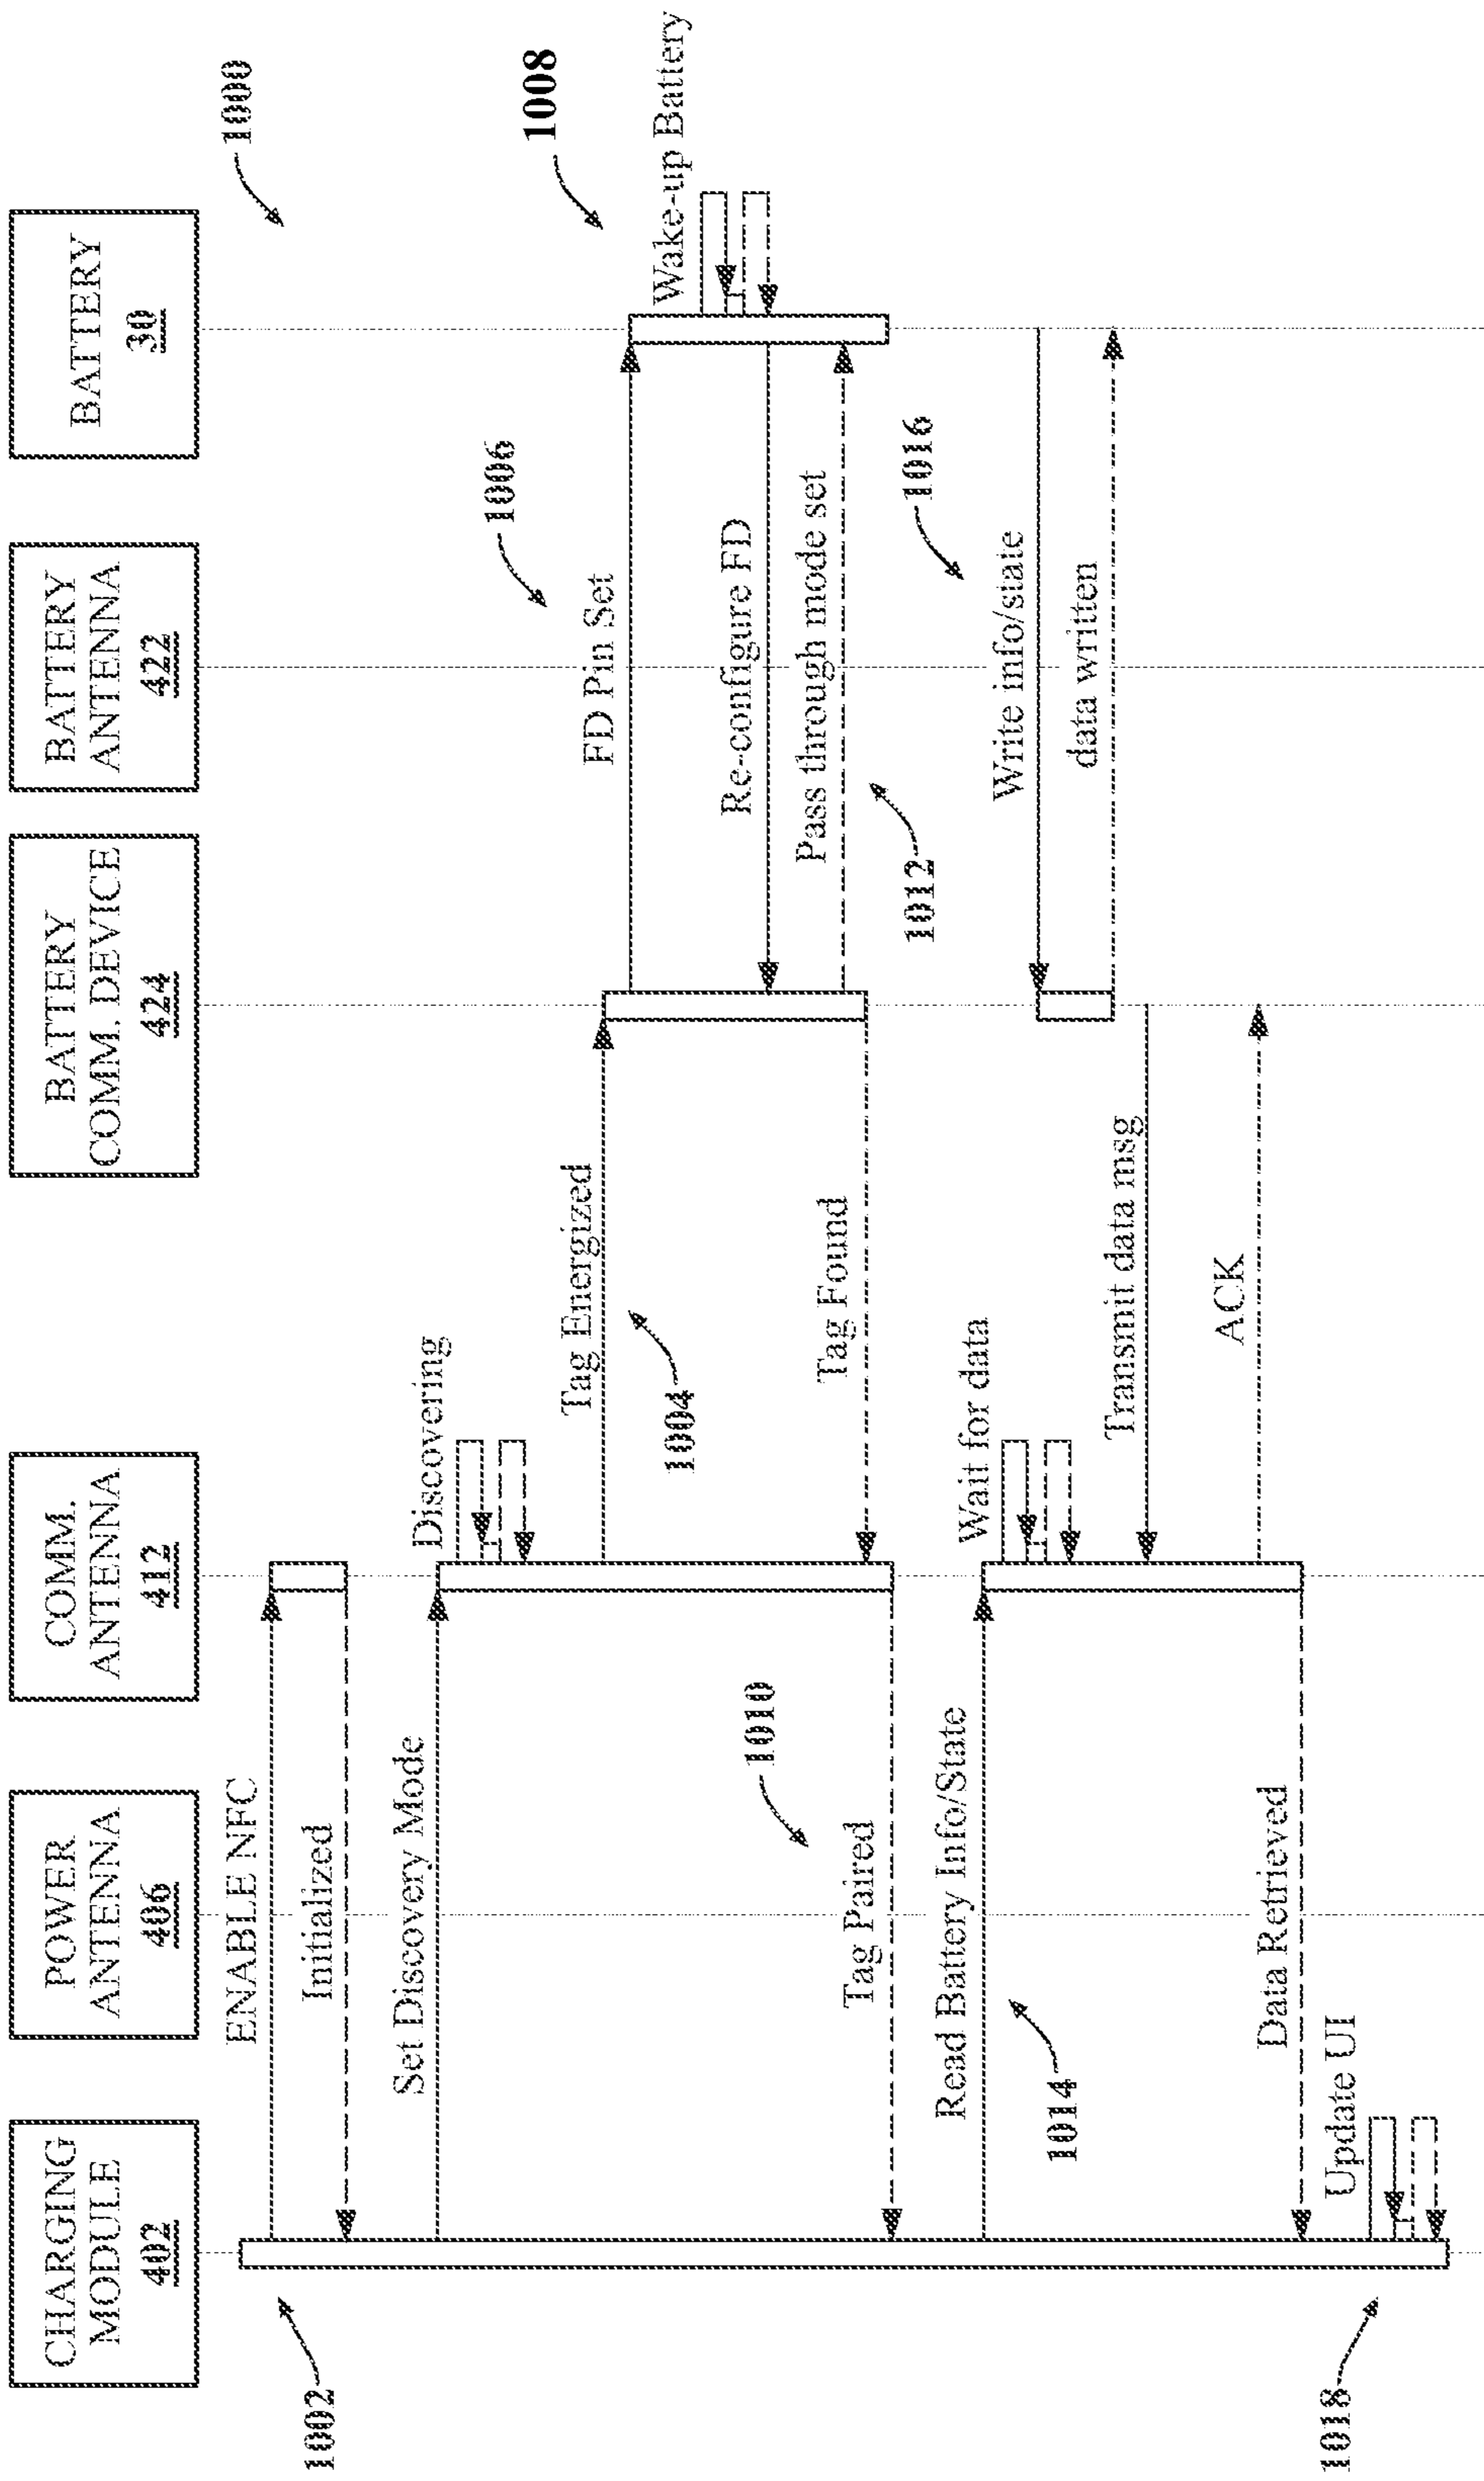 CHARGING
MODULE
402
POWER
ANTENNA
406
COMM.
ANTENNA
412
BATTERY
COMM. DEVICE
424
BATTERY
ANTENNA
422
BATTERY
30
1000
ENABLE NFC
1002
Initialized
Set Discovery Mode
Discovering
Tag Energized
1004
FD Pin Set
1006
1008
Wake-up Battery
Re-configure FD
Pass through mode set
1012
Tag Found
Tag Paired
1010
Read Battery Info/State
1014
Wait for data
Write info/state
1016
data written
Transmit data msg
ACK
Data Retrieved
Update UI
1018